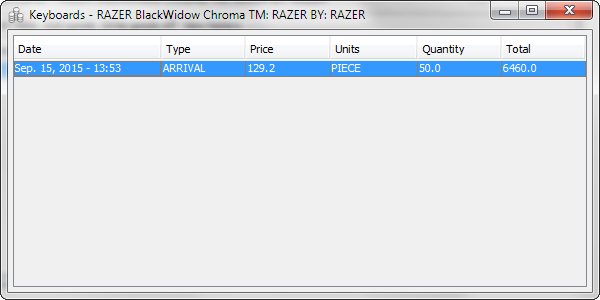 Keyboards - RAZER BlackWidow Chroma TM: RAZER BY: RAZER
Date Type Price Units Quantity Total
Sep. 15, 2015 - 13:53 ARRIVAL 129.2 PIECE 50.0 6460.0